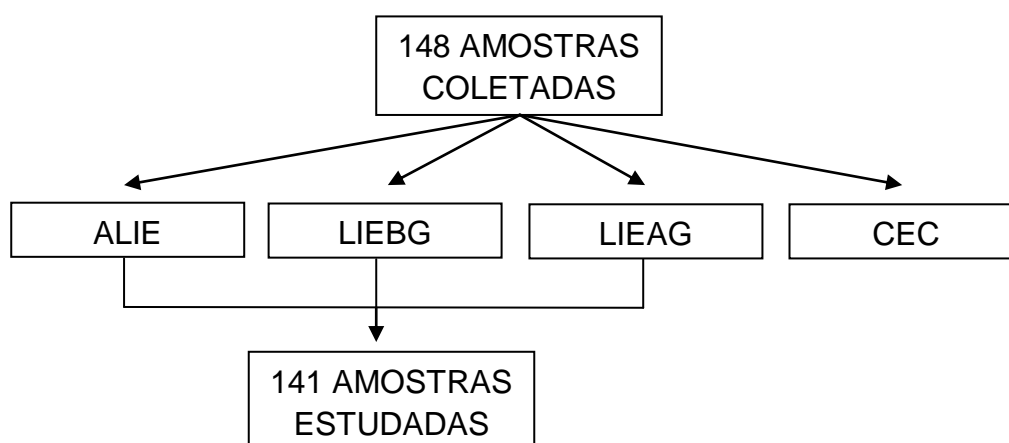 148 AMOSTRAS
COLETADAS
ALIE
LIEBG
LIEAG
CEC
141 AMOSTRAS
ESTUDADAS